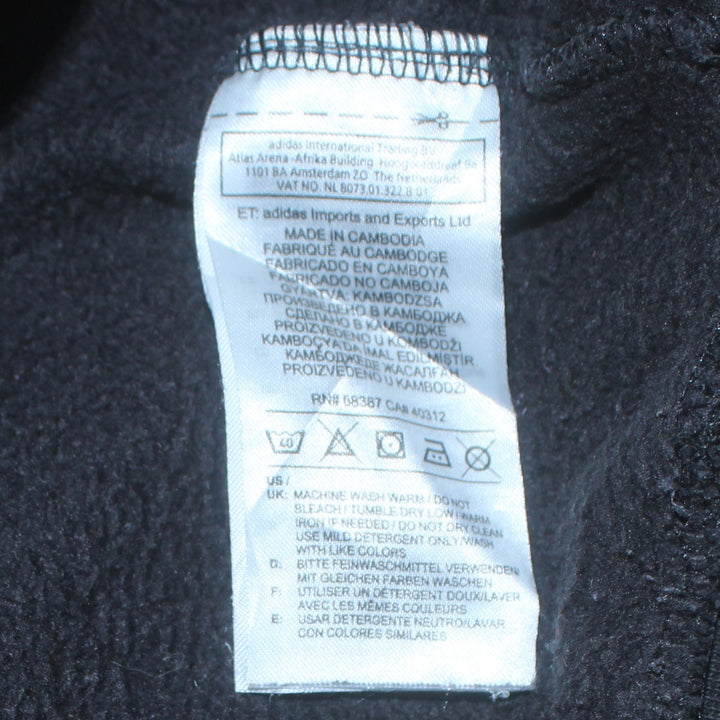 adidas International Trading B.V.
Atlas Arena -Afrika Building, Hoogoorddreef 9a
1101 BA Amsterdam ZO The Netherlands
VAT NO. NL 8073.01.322.B.01
ET: adidas Imports and Exports Ltd
MADE IN CAMBODIA
FABRIQUÉ AU CAMBODGE
FABRICADO EN CAMBOYA
FABRICADO NO CAMBOJA
GYÁRTVA: KAMBODZSA
ПРОИЗВЕДЕНО В КАМБОДЖА
СДЕЛАНО В КАМБОДЖЕ
PROIZVEDENO U KOMBODŽI
KAMBOÇYA'DA İMAL EDİLMİŞTİR
КАМБОДЖЕДЕ ЖАСАЛҒАН
PROIZVEDENO U KAMBODZI
RN# 88387 CA# 40312
40
US /
UK: MACHINE WASH WARM / DO NOT
BLEACH / TUMBLE DRY LOW / WARM
IRON IF NEEDED / DO NOT DRY CLEAN
USE MILD DETERGENT ONLY/WASH
WITH LIKE COLORS
D: BITTE FEINWASCHMITTEL VERWENDEN
MIT GLEICHEN FARBEN WASCHEN
F: UTILISER UN DÉTERGENT DOUX/LAVER
AVEC LES MÊMES COULEURS
E: USAR DETERGENTE NEUTRO/LAVAR
CON COLORES SIMILARES